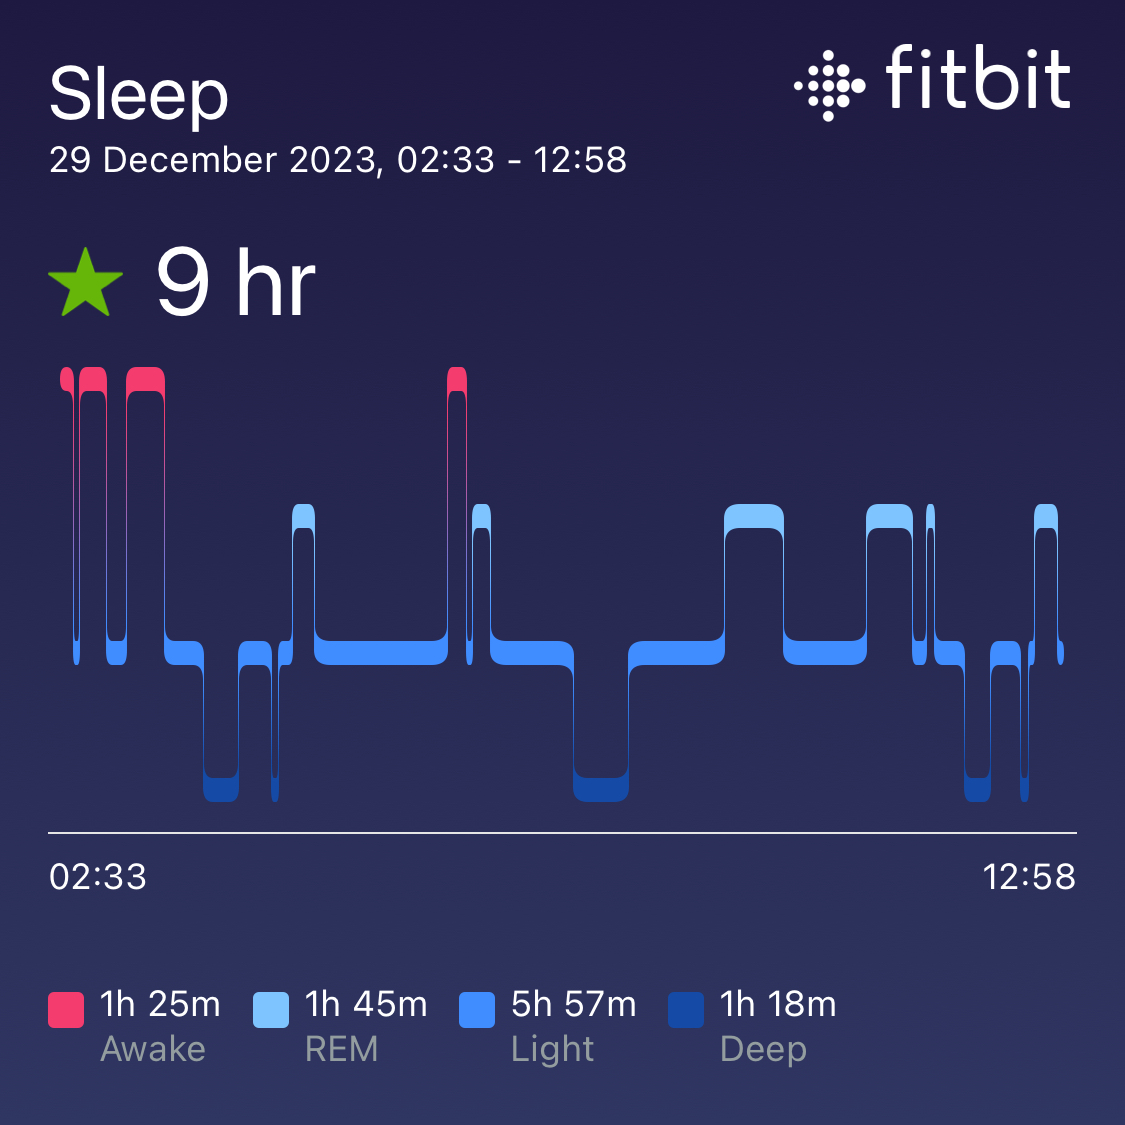 Sleep
fitbit
29 December 2023, 02:33 - 12:58
9 hr
02:33
12:58
1h 25m
Awake
1h 45m
REM
5h 57m
Light
1h 18m
Deep